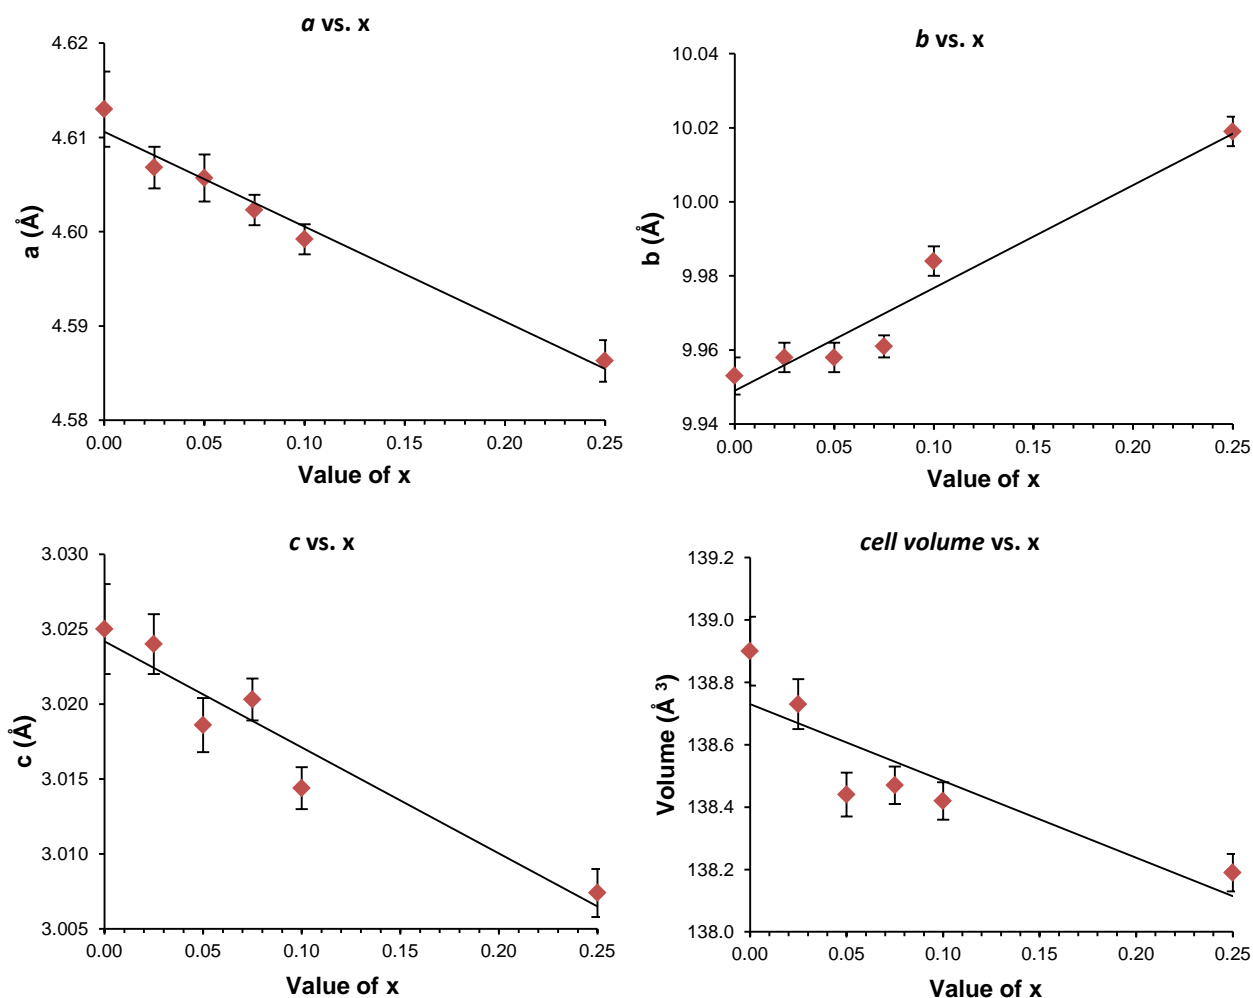 a vs. x
4.62
4.61
4.60
4.59
4.58
a (Å)
0.00 0.05 0.10 0.15 0.20 0.25
Value of x
b vs. x
10.04
10.02
10.00
9.98
9.96
9.94
b (Å)
0.00 0.05 0.10 0.15 0.20 0.25
Value of x
c vs. x
3.030
3.025
3.020
3.015
3.010
3.005
c (Å)
0.00 0.05 0.10 0.15 0.20 0.25
Value of x
cell volume vs. x
139.2
139.0
138.8
138.6
138.4
138.2
138.0
Volume (Å ³)
0.00 0.05 0.10 0.15 0.20 0.25
Value of x